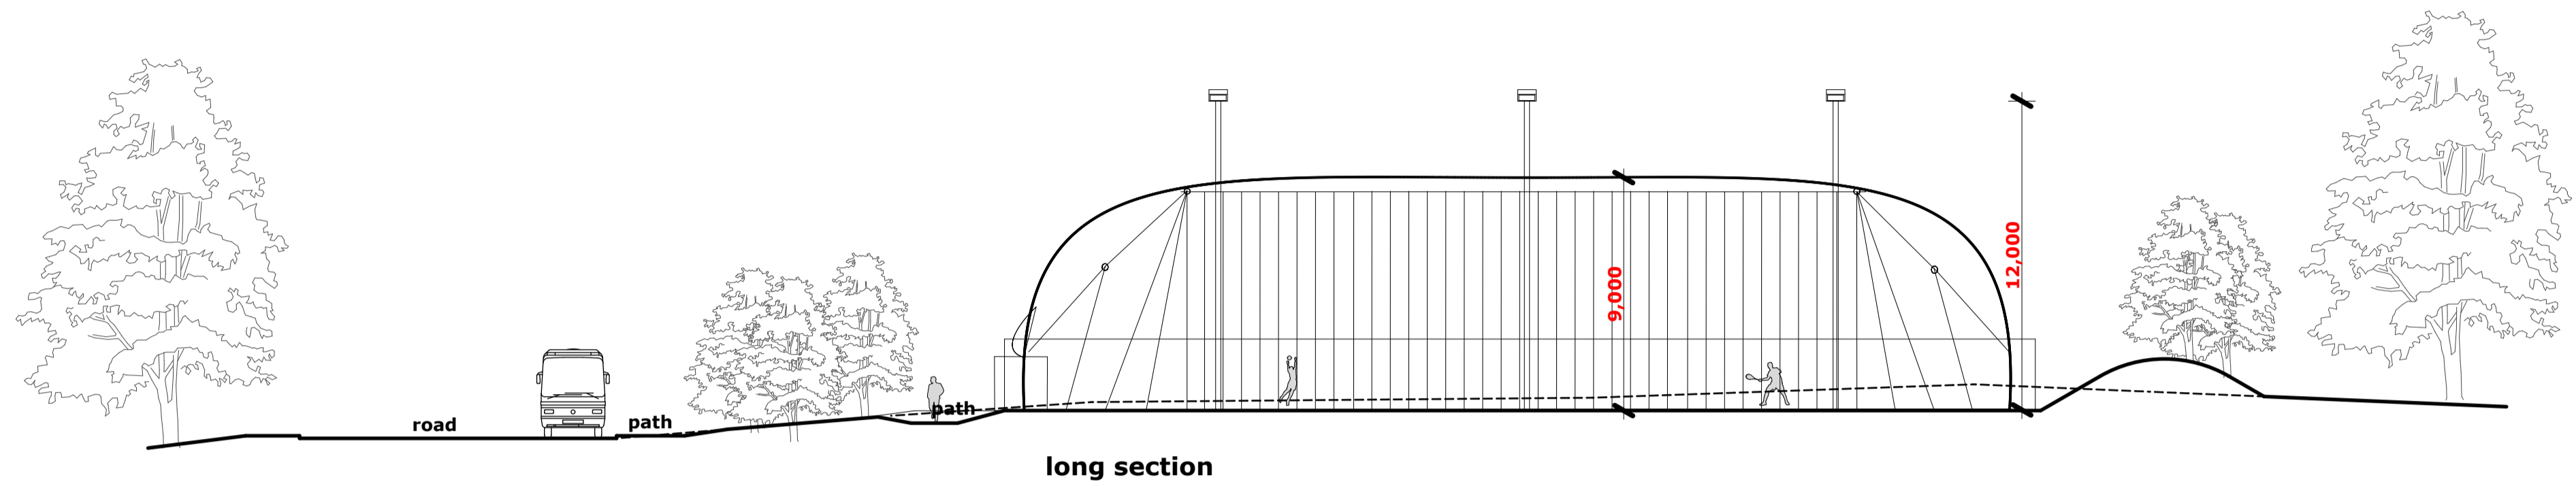 12,000
9,000
path
road
path
long section